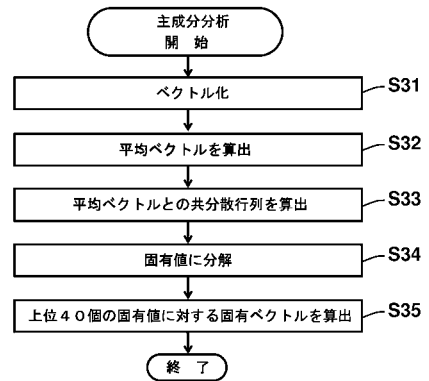 主成分分析
開 始
ベクトル化
S31
平均ベクトルを算出
S32
平均ベクトルとの共分散行列を算出
S33
固有値に分解
S34
上位40個の固有値に対する固有ベクトルを算出
S35
終 了